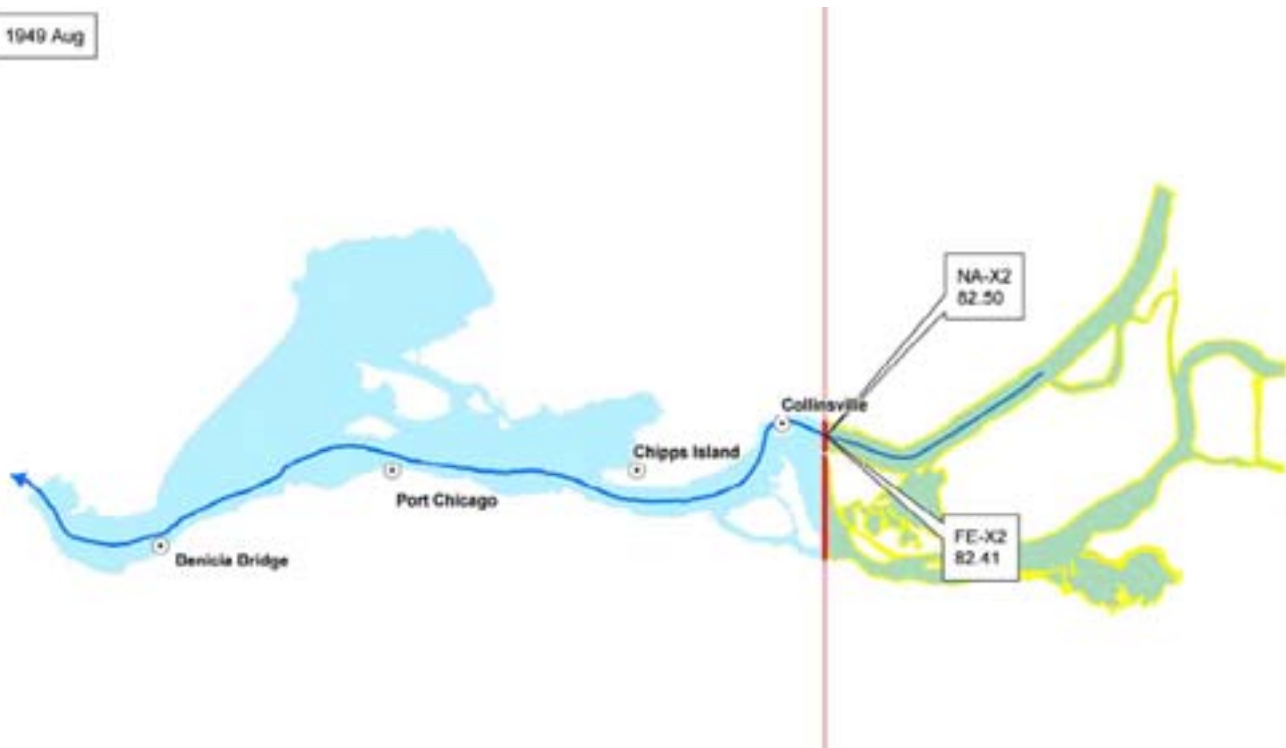 1949 Aug
NA-X2
82.50
Collinsville
Chipps Island
Port Chicago
Benicia Bridge
FE-X2
82.41